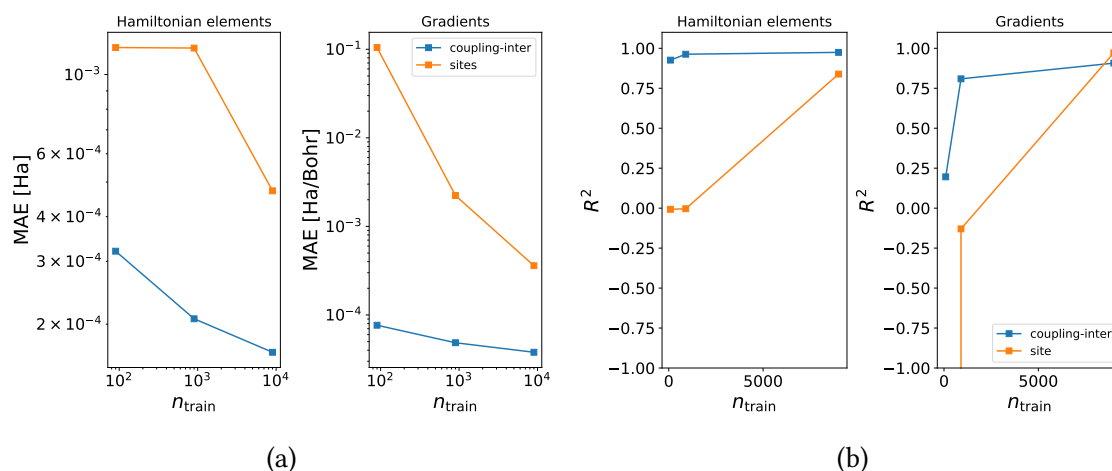 Hamiltonian elements
MAE [Ha]
10⁻³
6 × 10⁻⁴
4 × 10⁻⁴
3 × 10⁻⁴
2 × 10⁻⁴
10² 10³ 10⁴
n_train
Gradients
MAE [Ha/Bohr]
10⁻¹
10⁻²
10⁻³
10⁻⁴
coupling-inter
sites
10² 10³ 10⁴
n_train
(a)
Hamiltonian elements
R²
1.00
0.75
0.50
0.25
0.00
−0.25
−0.50
−0.75
−1.00
0 5000
n_train
Gradients
R²
1.00
0.75
0.50
0.25
0.00
−0.25
−0.50
−0.75
−1.00
coupling-inter
site
0 5000
n_train
(b)